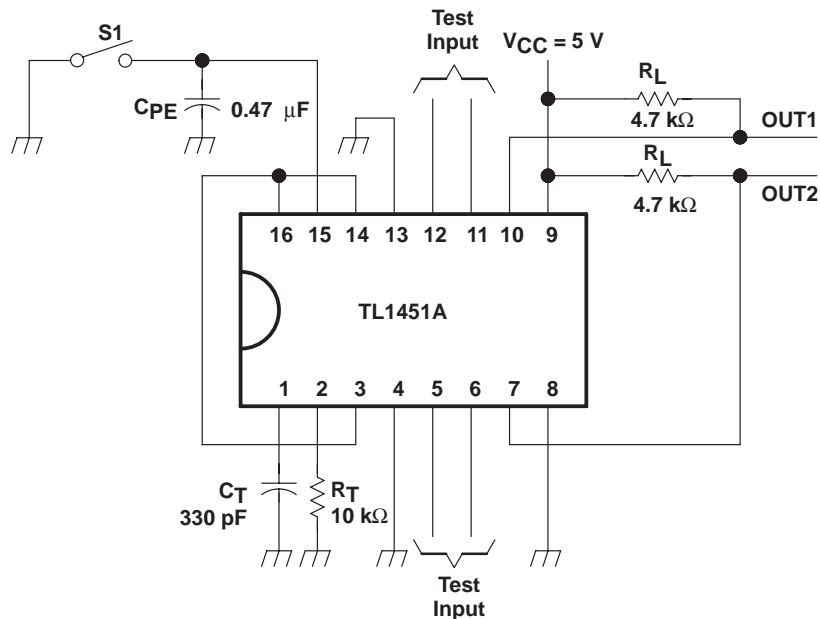 Test
Input
S1
VCC = 5 V
RL
4.7 kΩ
OUT1
CPE
0.47 μF
RL
4.7 kΩ
OUT2
16 15 14 13 12 11 10 9
TL1451A
1 2 3 4 5 6 7 8
CT
330 pF
RT
10 kΩ
Test
Input